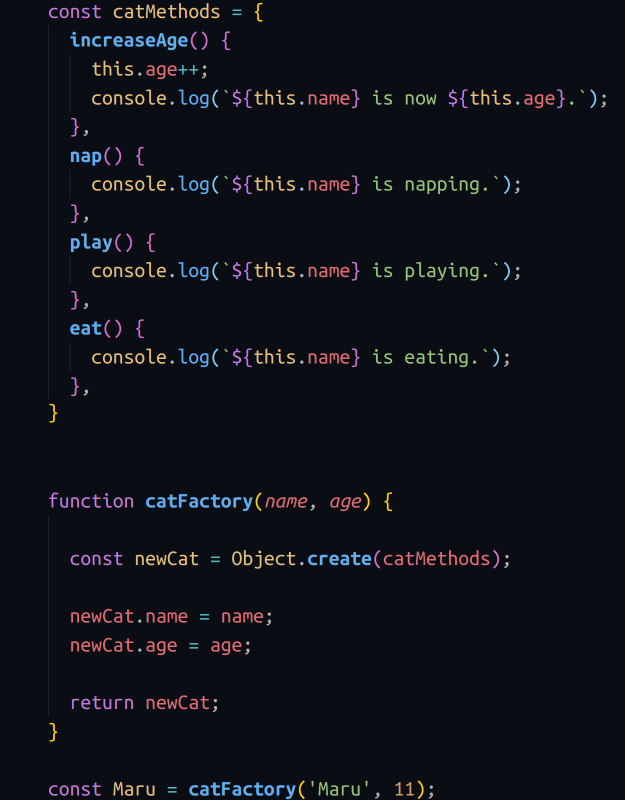 const catMethods = {
  increaseAge() {
    this.age++;
    console.log(`${this.name} is now ${this.age}.`);
  },
  nap() {
    console.log(`${this.name} is napping.`);
  },
  play() {
    console.log(`${this.name} is playing.`);
  },
  eat() {
    console.log(`${this.name} is eating.`);
  },
}
function catFactory(name, age) {
  const newCat = Object.create(catMethods);
  newCat.name = name;
  newCat.age = age;
  return newCat;
}
const Maru = catFactory('Maru', 11);